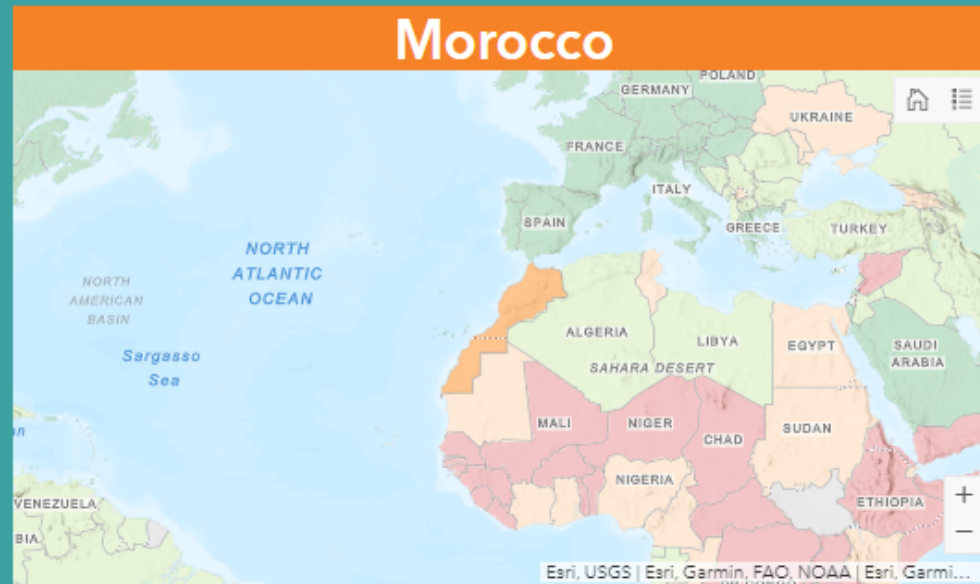 Morocco
POLAND
GERMANY
UKRAINE
FRANCE
ITALY
SPAIN
GREECE
TURKEY
NORTH
ATLANTIC
OCEAN
NORTH
AMERICAN
BASIN
Sargasso
Sea
ALGERIA
LIBYA
EGYPT
SAUDI
ARABIA
SAHARA DESERT
MALI
NIGER
CHAD
SUDAN
NIGERIA
VENEZUELA
ETHIOPIA
BIA
+
−
Esri, USGS | Esri, Garmin, FAO, NOAA | Esri, Garmi...